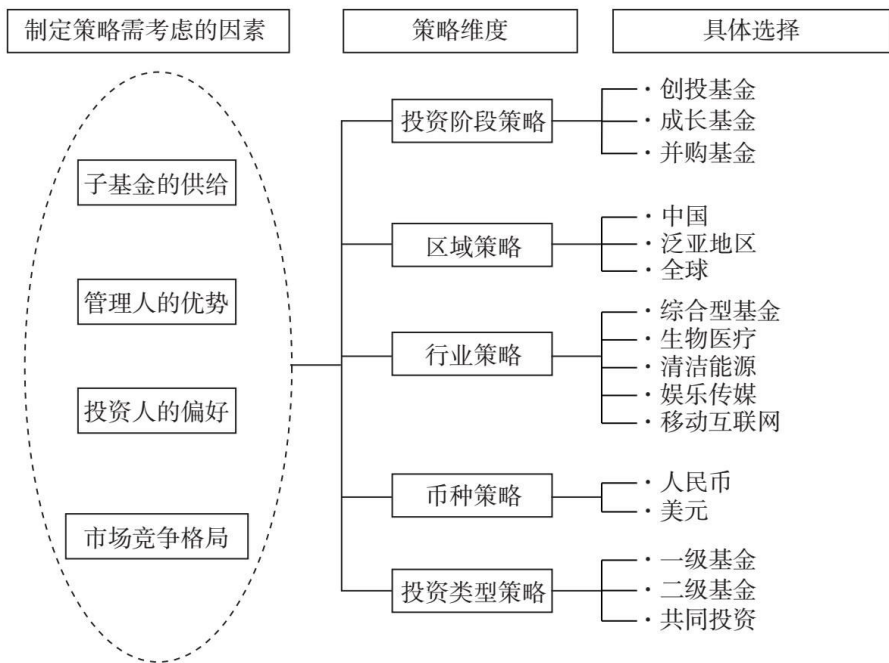 制定策略需考虑的因素
子基金的供给
管理人的优势
投资人的偏好
市场竞争格局
策略维度
投资阶段策略
区域策略
行业策略
币种策略
投资类型策略
具体选择
·创投基金
·成长基金
·并购基金
·中国
·泛亚地区
·全球
·综合型基金
·生物医疗
·清洁能源
·娱乐传媒
·移动互联网
·人民币
·美元
·一级基金
·二级基金
·共同投资